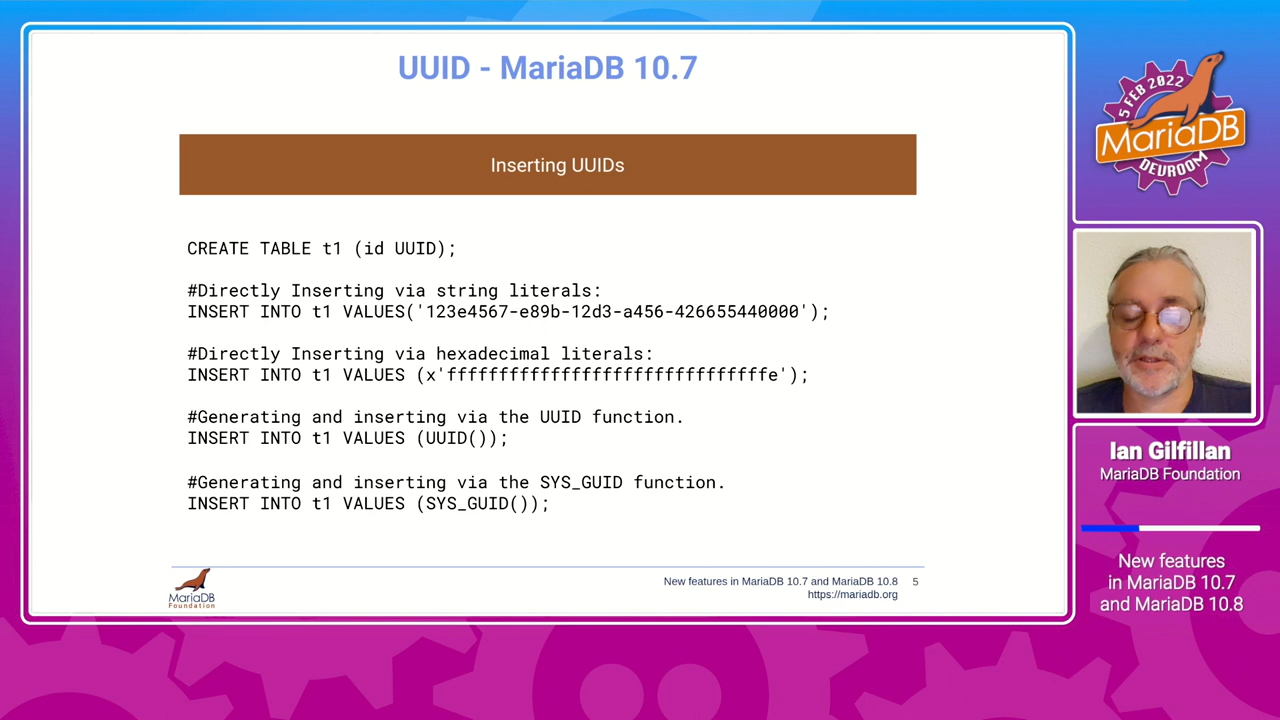 UUID - MariaDB 10.7
Inserting UUIDs
CREATE TABLE t1 (id UUID);
#Directly Inserting via string literals:
INSERT INTO t1 VALUES('123e4567-e89b-12d3-a456-426655440000');
#Directly Inserting via hexadecimal literals:
INSERT INTO t1 VALUES (x'fffffffffffffffffffffffffffffffe');
#Generating and inserting via the UUID function.
INSERT INTO t1 VALUES (UUID());
#Generating and inserting via the SYS_GUID function.
INSERT INTO t1 VALUES (SYS_GUID());
MariaDB
Foundation
New features in MariaDB 10.7 and MariaDB 10.8 5
https://mariadb.org
5 FEB 2022
MariaDB
DEVROOM
Ian Gilfillan
MariaDB Foundation
New features
in MariaDB 10.7
and MariaDB 10.8